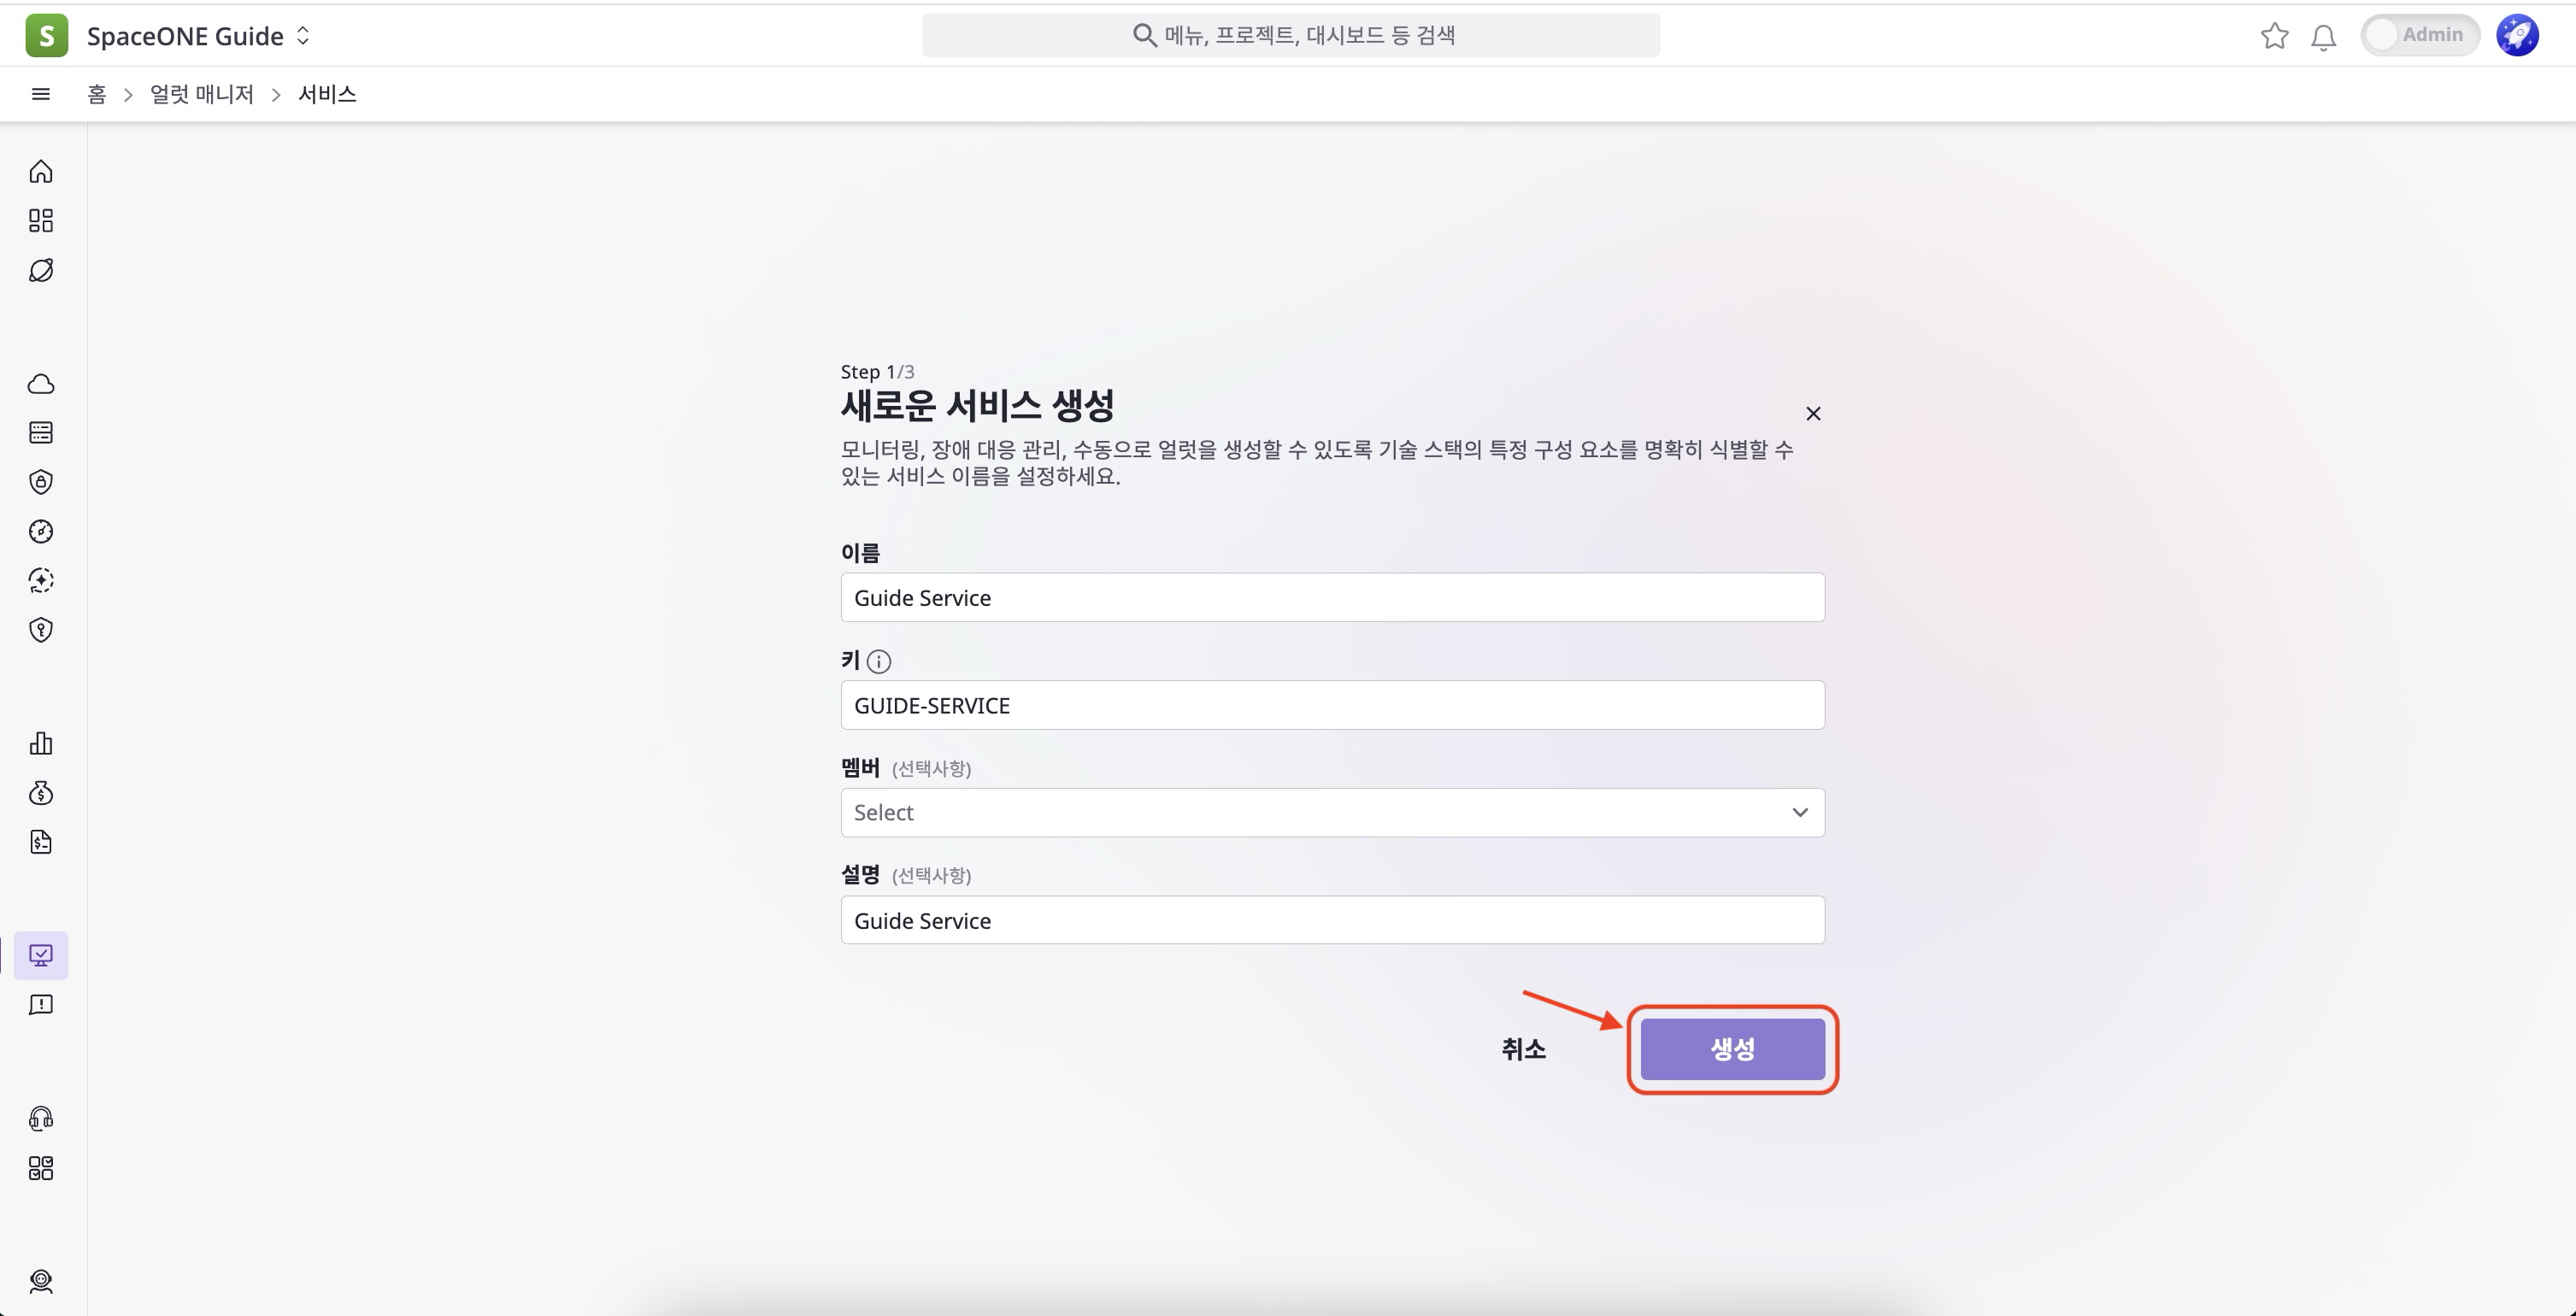 S
SpaceONE Guide
메뉴, 프로젝트, 대시보드 등 검색
Admin
홈 > 얼럿 매니저 > 서비스
Step 1/3
새로운 서비스 생성
모니터링, 장애 대응 관리, 수동으로 얼럿을 생성할 수 있도록 기술 스택의 특정 구성 요소를 명확히 식별할 수
있는 서비스 이름을 설정하세요.
이름
Guide Service
키
GUIDE-SERVICE
멤버 (선택사항)
Select
설명 (선택사항)
Guide Service
취소
생성